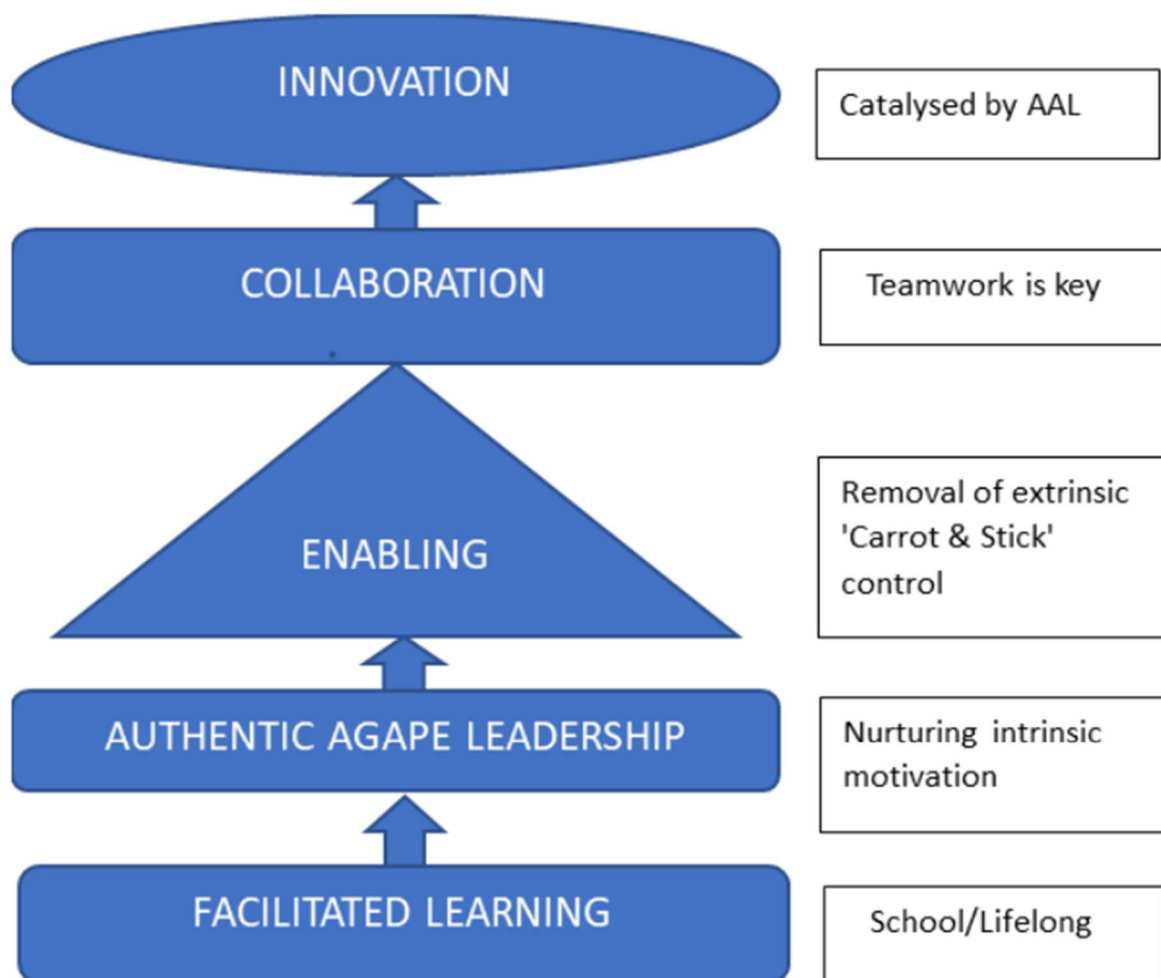 INNOVATION
Catalysed by AAL
COLLABORATION
Teamwork is key
ENABLING
Removal of extrinsic
'Carrot & Stick'
control
AUTHENTIC AGAPE LEADERSHIP
Nurturing intrinsic
motivation
FACILITATED LEARNING
School/Lifelong